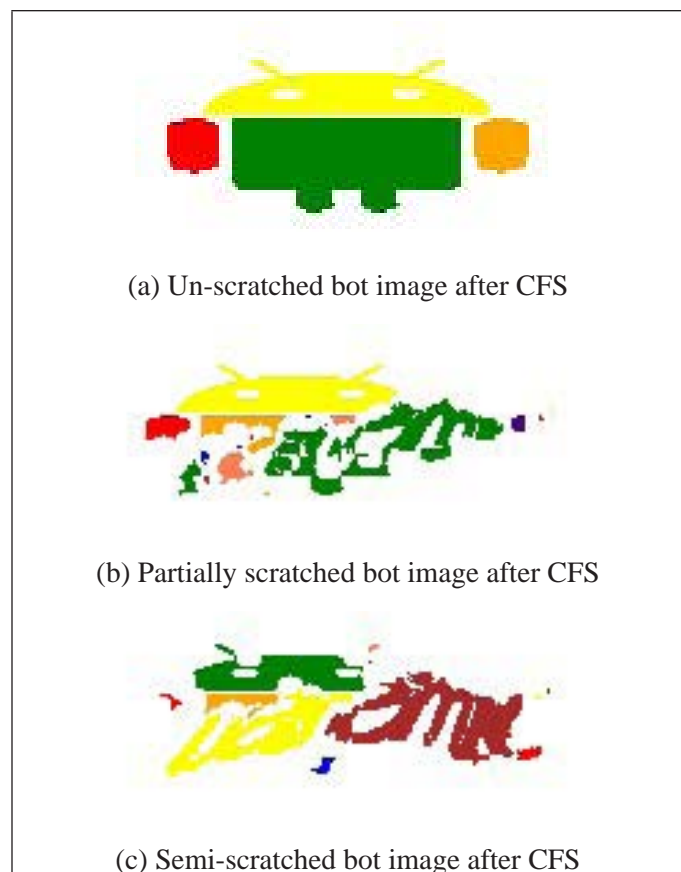 (a) Un-scratched bot image after CFS
(b) Partially scratched bot image after CFS
(c) Semi-scratched bot image after CFS